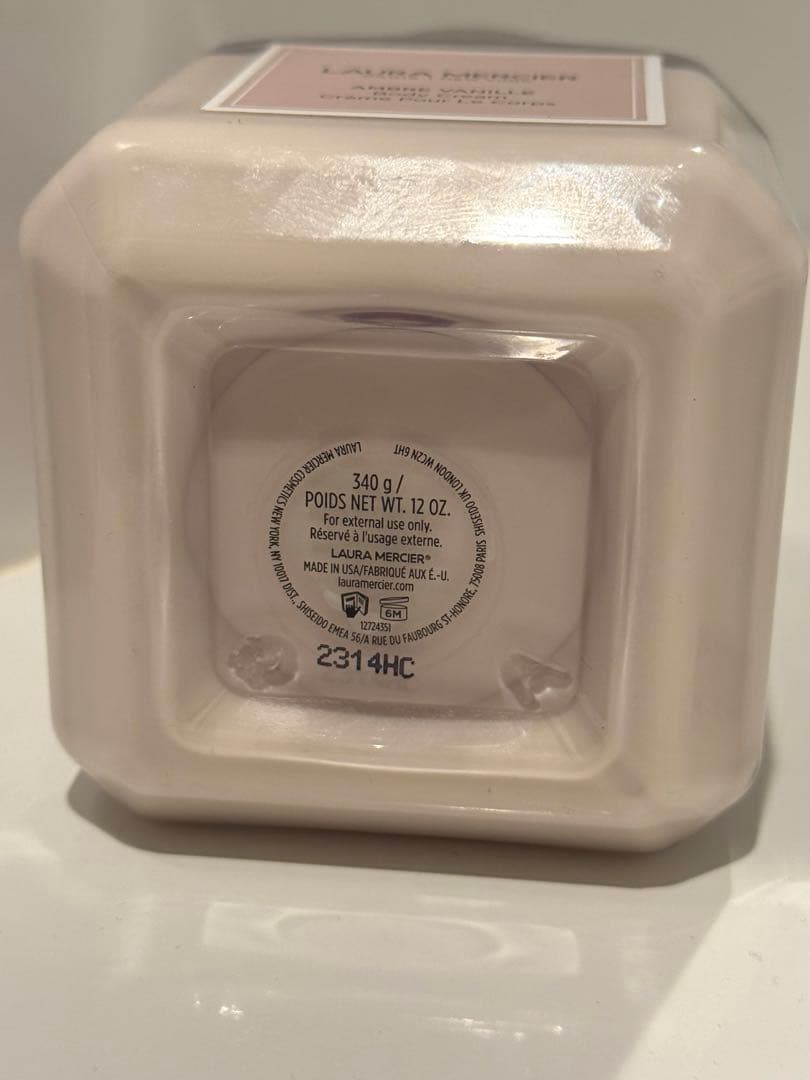 LAURA MERCIER
AMBRE VANILLE
Body Cream
Crème Pour Le Corps
340 g /
POIDS NET WT. 12 OZ.
For external use only.
Réservé à l'usage externe.
LAURA MERCIER®
MADE IN USA/FABRIQUÉ AUX É.-U.
lauramercier.com
6M
12724351
LAURA MERCIER COSMETICS NEW YORK, NY 10017 DIST., SHISEIDO EMEA 56/A RUE DU FAUBOURG ST-HONORE, 75008 PARIS SHISEIDO UK LONDON WC2N 6HT
2314HC